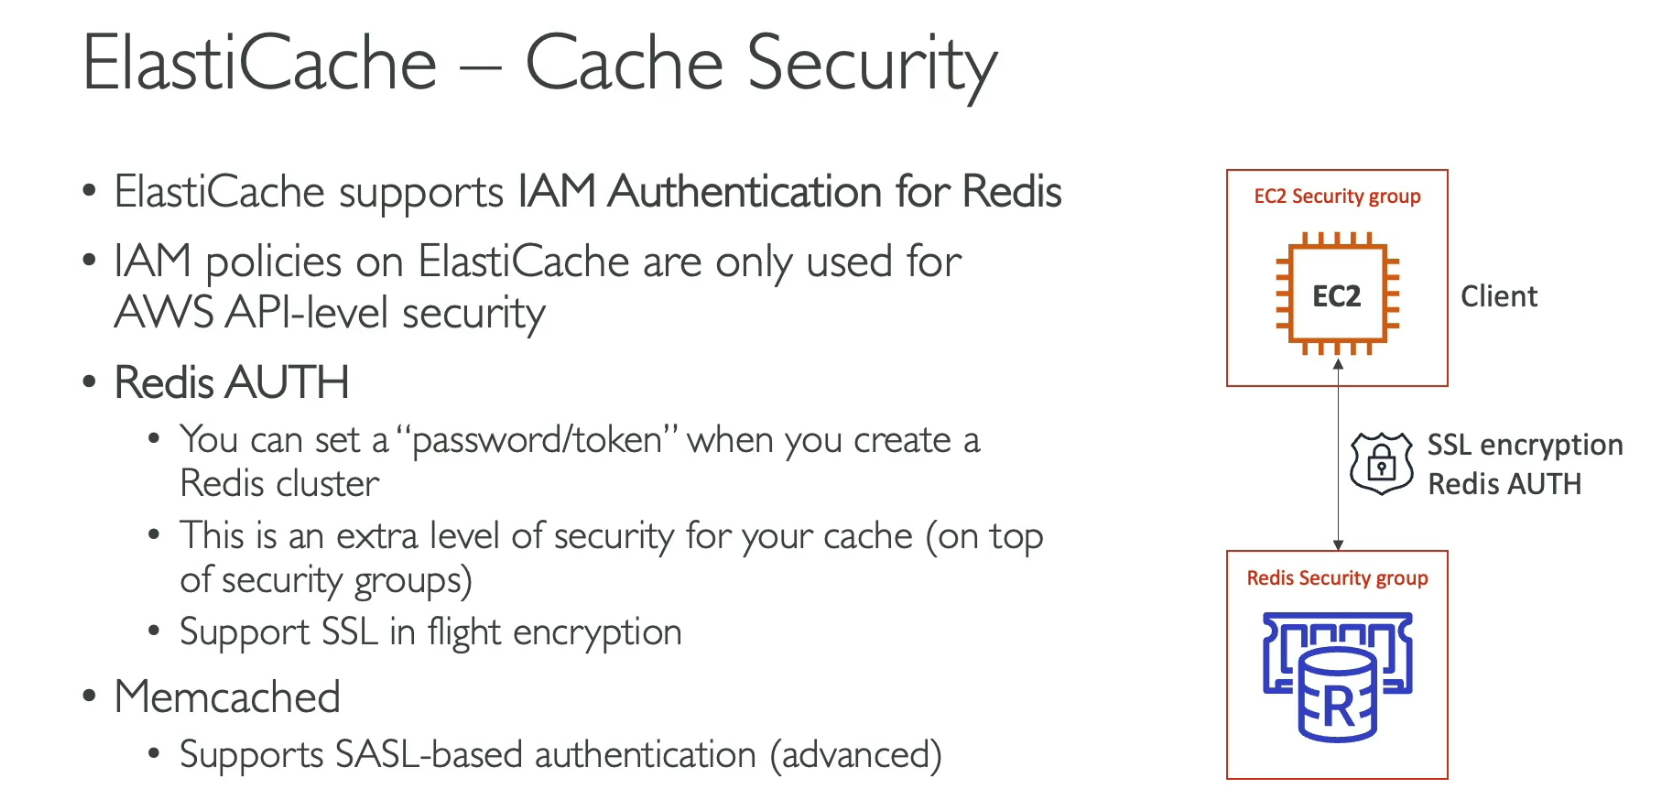 ElastiCache – Cache Security
• ElastiCache supports IAM Authentication for Redis
• IAM policies on ElastiCache are only used for
AWS API-level security
• Redis AUTH
• You can set a “password/token” when you create a
Redis cluster
• This is an extra level of security for your cache (on top
of security groups)
• Support SSL in flight encryption
• Memcached
• Supports SASL-based authentication (advanced)
EC2 Security group
EC2
Client
SSL encryption
Redis AUTH
Redis Security group
R